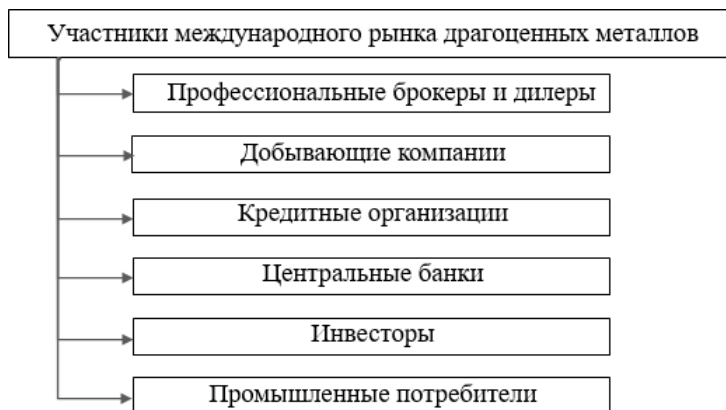 Участники международного рынка драгоценных металлов
Профессиональные брокеры и дилеры
Добывающие компании
Кредитные организации
Центральные банки
Инвесторы
Промышленные потребители